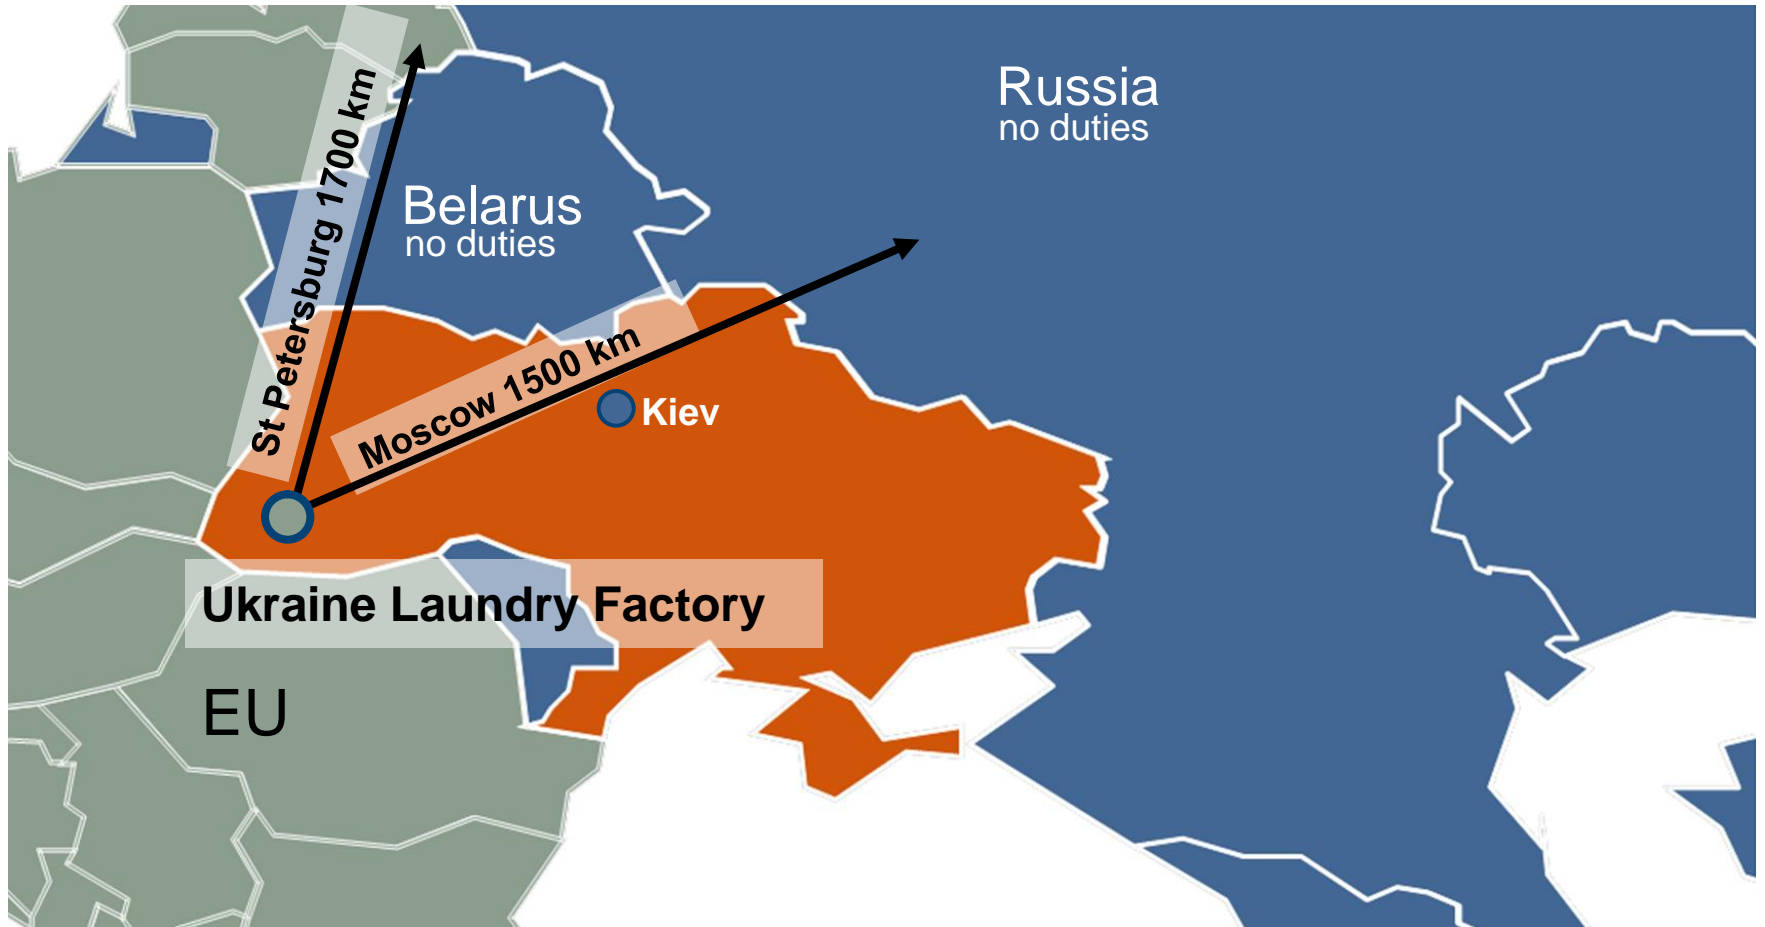 St Petersburg 1700 km
Russia
no duties
Belarus
no duties
Moscow 1500 km
Kiev
Ukraine Laundry Factory
EU